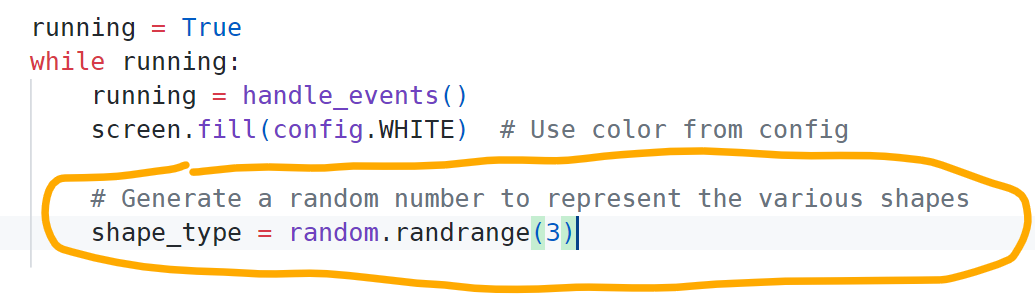 running = True
while running:
    running = handle_events()
    screen.fill(config.WHITE)  # Use color from config
    # Generate a random number to represent the various shapes
    shape_type = random.randrange(3)